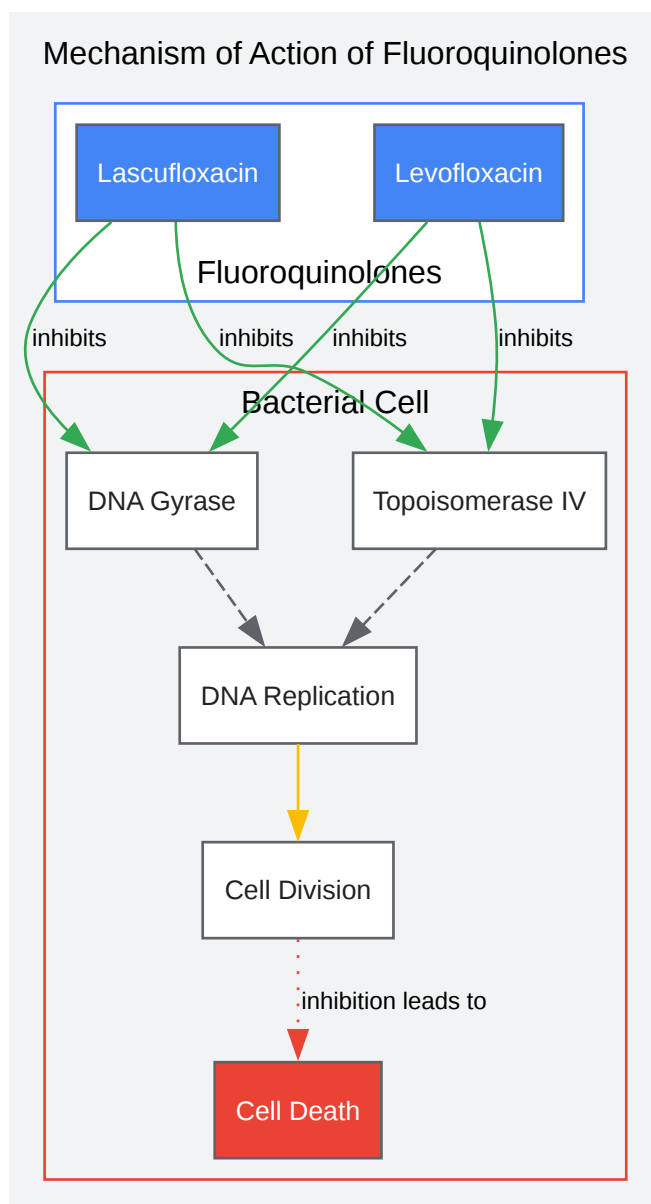 Mechanism of Action of Fluoroquinolones
Lascufloxacin
Levofloxacin
Fluoroquinolones
inhibits
inhibits
inhibits
inhibits
Bacterial Cell
DNA Gyrase
Topoisomerase IV
DNA Replication
Cell Division
inhibition leads to
Cell Death